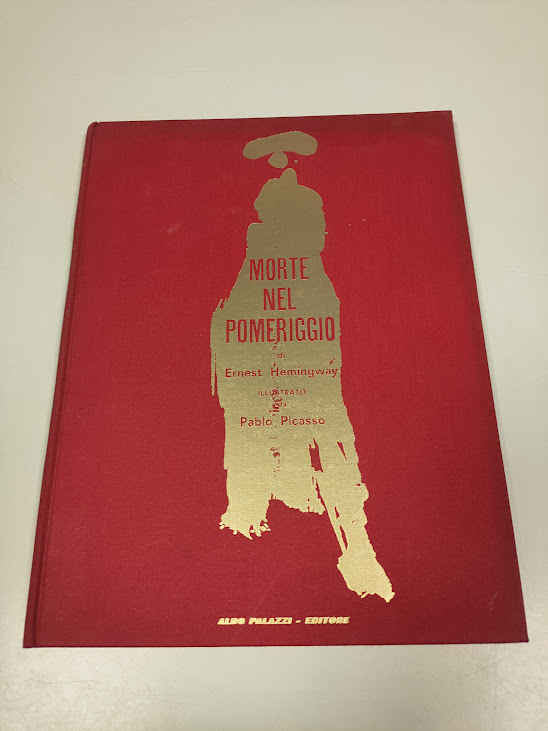 MORTE
NEL
POMERIGGIO
di
Ernest Hemingway
ILLUSTRATO
da
Pablo Picasso
ALDO PALAZZI - EDITORE